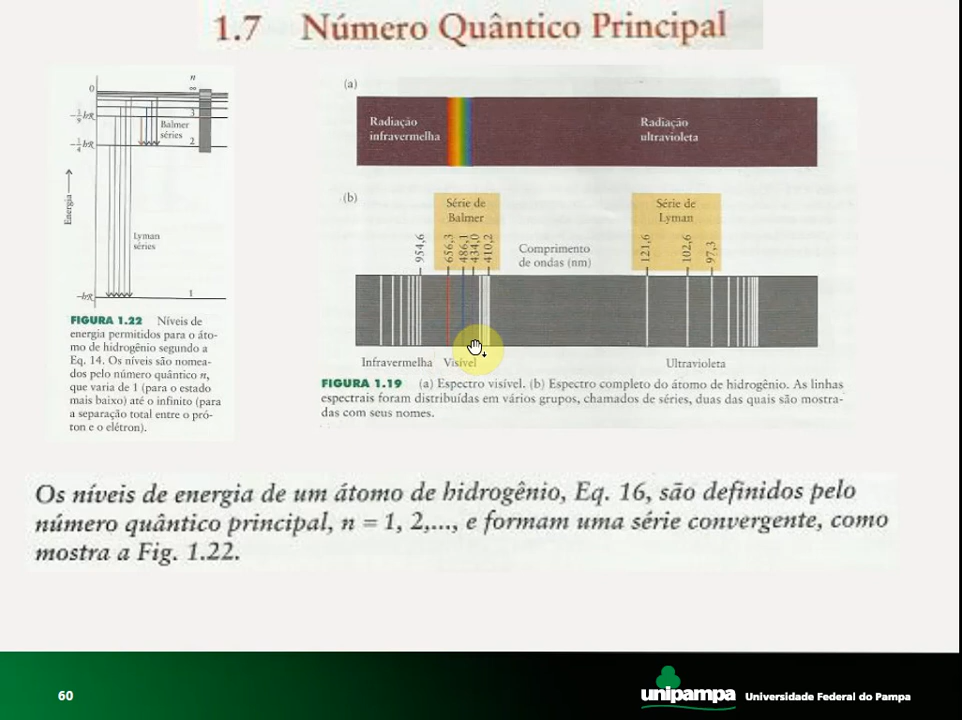 1.7 Número Quântico Principal
n
∞
0
3
2
1
Balmer
séries
Energia
Lyman
séries
FIGURA 1.22 Níveis de
energia permitidos para o áto-
mo de hidrogênio segundo a
Eq. 14. Os níveis são nomea-
dos pelo número quântico n,
que varia de 1 (para o estado
mais baixo) até o infinito (para
a separação total entre o pró-
ton e o elétron).
(a)
Radiação
infravermelha
Radiação
ultravioleta
(b)
Série de
Balmer
Série de
Lyman
954,6
656,3
486,1
434,0
410,2
Comprimento
de ondas (nm)
121,6
102,6
97,3
Infravermelha Visível
Ultravioleta
FIGURA 1.19 (a) Espectro visível. (b) Espectro completo do átomo de hidrogênio. As linhas
espectrais foram distribuídas em vários grupos, chamados de séries, duas das quais são mostra-
das com seus nomes.
Os níveis de energia de um átomo de hidrogênio, Eq. 16, são definidos pelo
número quântico principal, n = 1, 2,..., e formam uma série convergente, como
mostra a Fig. 1.22.
60
unipampa Universidade Federal do Pampa